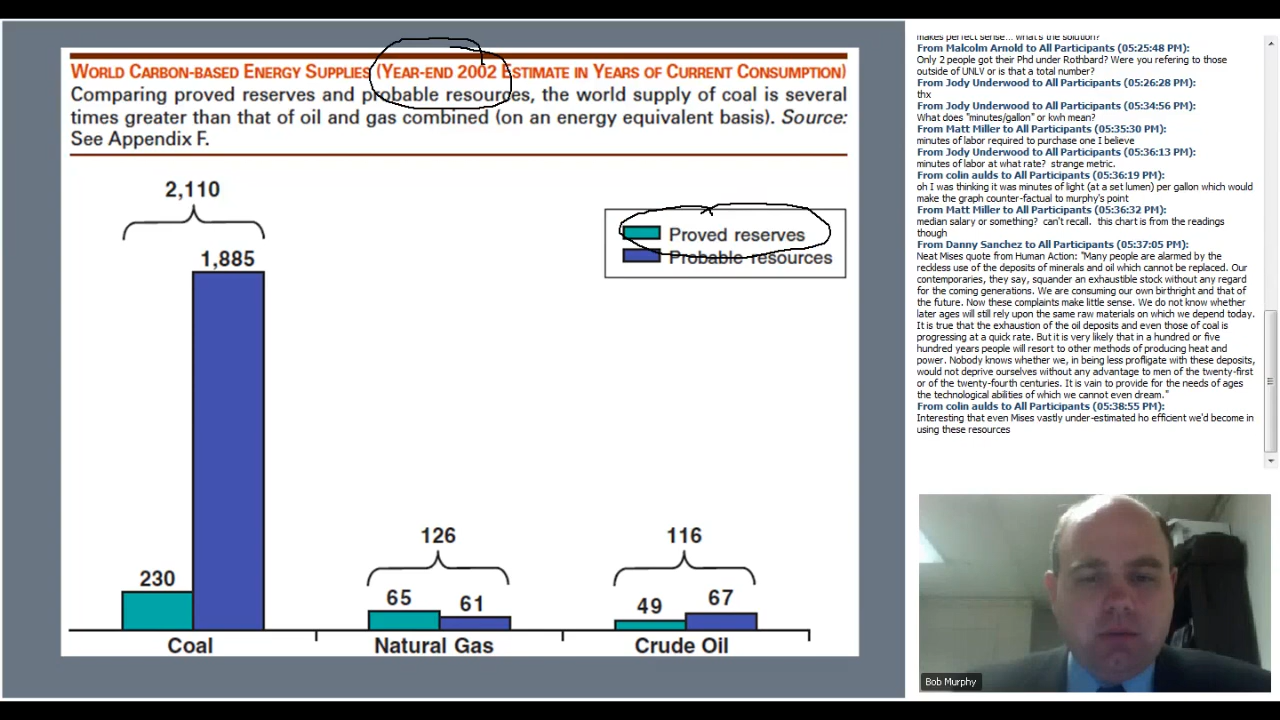 WORLD CARBON-BASED ENERGY SUPPLIES (YEAR-END 2002 ESTIMATE IN YEARS OF CURRENT CONSUMPTION)
Comparing proved reserves and probable resources, the world supply of coal is several
times greater than that of oil and gas combined (on an energy equivalent basis). Source:
See Appendix F.
2,110
1,885
230
Proved reserves
Probable resources
126
65
61
116
49
67
Coal
Natural Gas
Crude Oil
makes perfect sense... what's the solution?
From Malcolm Arnold to All Participants (05:25:48 PM):
Only 2 people got their Phd under Rothbard? Were you refering to those
outside of UNLV or is that a total number?
From Jody Underwood to All Participants (05:26:28 PM):
thx
From Jody Underwood to All Participants (05:34:56 PM):
What does "minutes/gallon" or kwh mean?
From Matt Miller to All Participants (05:35:30 PM):
minutes of labor required to purchase one I believe
From Jody Underwood to All Participants (05:36:13 PM):
minutes of labor at what rate? strange metric.
From colin aulds to All Participants (05:36:19 PM):
oh I was thinking it was minutes of light (at a set lumen) per gallon which would
make the graph counter-factual to murphy's point
From Matt Miller to All Participants (05:36:32 PM):
median salary or something? can't recall. this chart is from the readings
though
From Danny Sanchez to All Participants (05:37:05 PM):
Neat Mises quote from Human Action: "Many people are alarmed by the
reckless use of the deposits of minerals and oil which cannot be replaced. Our
contemporaries, they say, squander an exhaustible stock without any regard
for the coming generations. We are consuming our own birthright and that of
the future. Now these complaints make little sense. We do not know whether
later ages will still rely upon the same raw materials on which we depend today.
It is true that the exhaustion of the oil deposits and even those of coal is
progressing at a quick rate. But it is very likely that in a hundred or five
hundred years people will resort to other methods of producing heat and
power. Nobody knows whether we, in being less profligate with these deposits,
would not deprive ourselves without any advantage to men of the twenty-first
or of the twenty-fourth centuries. It is vain to provide for the needs of ages
the technological abilities of which we cannot even dream."
From colin aulds to All Participants (05:38:55 PM):
Interesting that even Mises vastly under-estimated ho efficient we'd become in
using these resources
Bob Murphy